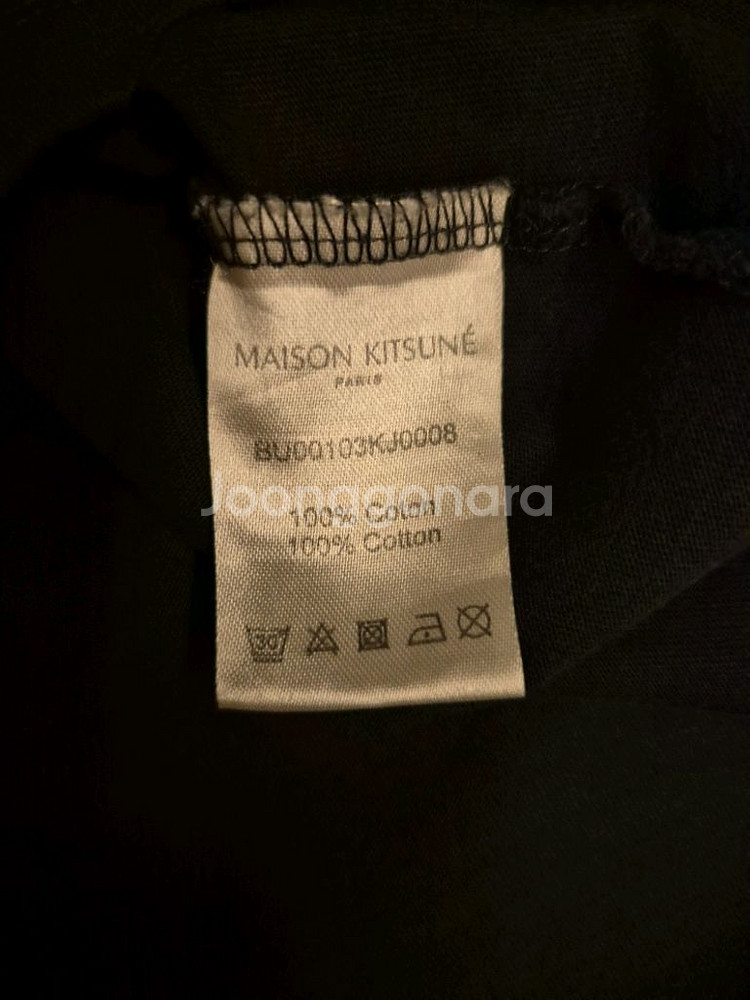 MAISON KITSUNÉ
PARIS
BU00103KJ0008
Joonggonara
100% Coton
100% Cotton
30